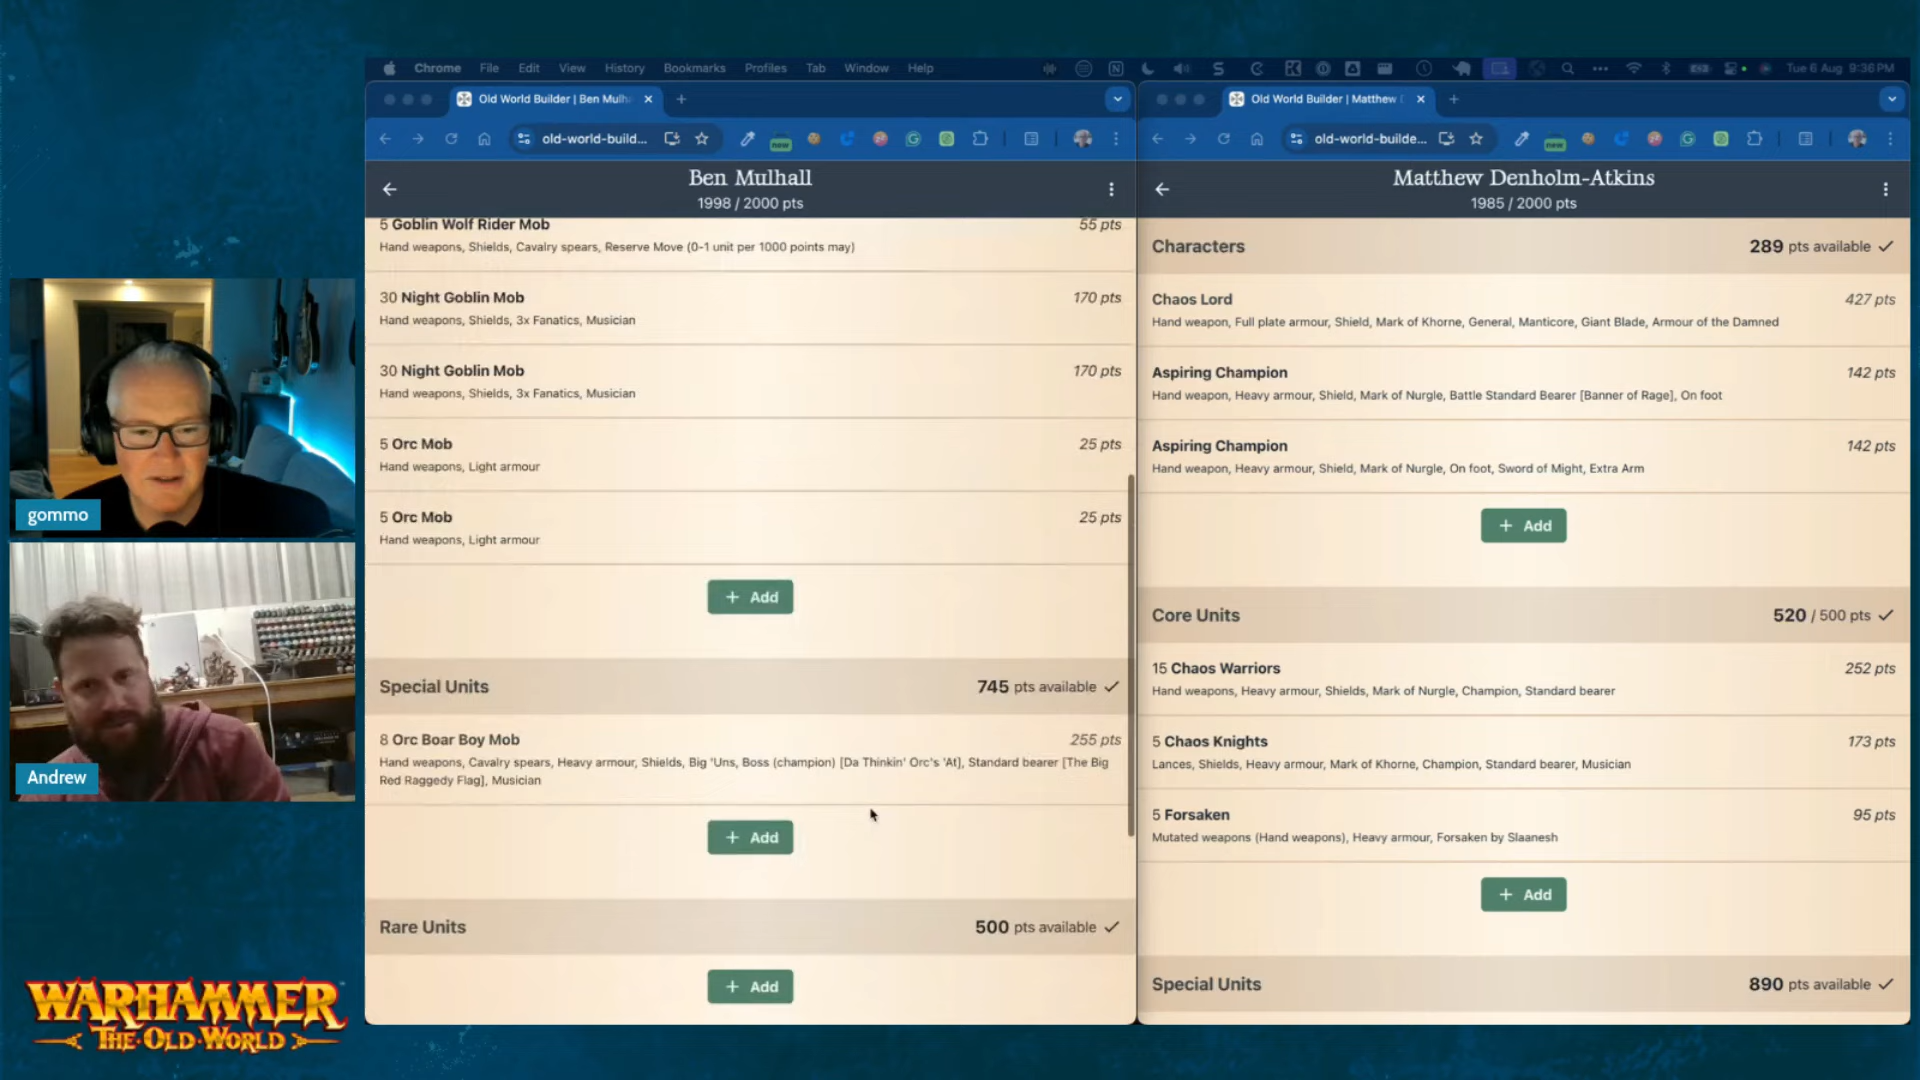 Chrome File Edit View History Bookmarks Profiles Tab Window Help
Tue 6 Aug 9:36 PM
Old World Builder | Ben Mulh
old-world-build...
new
Ben Mulhall
1998 / 2000 pts
5 Goblin Wolf Rider Mob 55 pts
Hand weapons, Shields, Cavalry spears, Reserve Move (0-1 unit per 1000 points may)
30 Night Goblin Mob 170 pts
Hand weapons, Shields, 3x Fanatics, Musician
30 Night Goblin Mob 170 pts
Hand weapons, Shields, 3x Fanatics, Musician
5 Orc Mob 25 pts
Hand weapons, Light armour
5 Orc Mob 25 pts
Hand weapons, Light armour
+ Add
Special Units 745 pts available
8 Orc Boar Boy Mob 255 pts
Hand weapons, Cavalry spears, Heavy armour, Shields, Big 'Uns, Boss (champion) [Da Thinkin' Orc's 'At], Standard bearer [The Big
Red Raggedy Flag], Musician
+ Add
Rare Units 500 pts available
+ Add
Old World Builder | Matthew
old-world-builde...
new
Matthew Denholm-Atkins
1985 / 2000 pts
Characters 289 pts available
Chaos Lord 427 pts
Hand weapon, Full plate armour, Shield, Mark of Khorne, General, Manticore, Giant Blade, Armour of the Damned
Aspiring Champion 142 pts
Hand weapon, Heavy armour, Shield, Mark of Nurgle, Battle Standard Bearer [Banner of Rage], On foot
Aspiring Champion 142 pts
Hand weapon, Heavy armour, Shield, Mark of Nurgle, On foot, Sword of Might, Extra Arm
+ Add
Core Units 520 / 500 pts
15 Chaos Warriors 252 pts
Hand weapons, Heavy armour, Shields, Mark of Nurgle, Champion, Standard bearer
5 Chaos Knights 173 pts
Lances, Shields, Heavy armour, Mark of Khorne, Champion, Standard bearer, Musician
5 Forsaken 95 pts
Mutated weapons (Hand weapons), Heavy armour, Forsaken by Slaanesh
+ Add
Special Units 890 pts available
gommo
Andrew
WARHAMMER
THE OLD WORLD